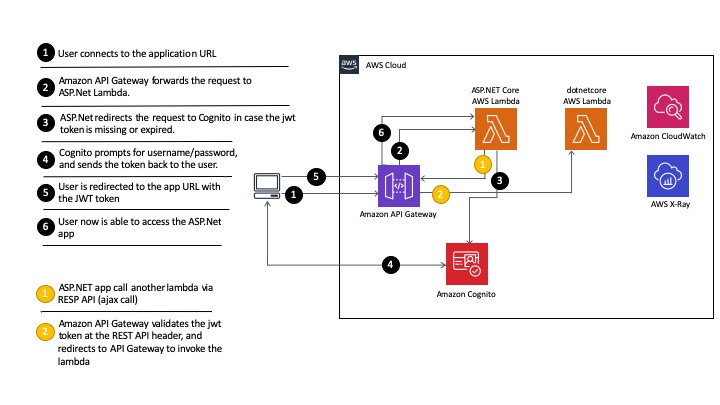 1 User connects to the application URL
2 Amazon API Gateway forwards the request to
ASP.Net Lambda.
3 ASP.Net redirects the request to Cognito in case the jwt
token is missing or expired.
4 Cognito prompts for username/password,
and sends the token back to the user.
5 User is redirected to the app URL with
the JWT token
6 User now is able to access the ASP.Net
app
1 ASP.NET app call another lambda via
RESP API (ajax call)
2 Amazon API Gateway validates the jwt
token at the REST API header, and
redirects to API Gateway to invoke the
lambda
aws
AWS Cloud
ASP.NET Core
AWS Lambda
dotnetcore
AWS Lambda
Amazon CloudWatch
AWS X-Ray
6
2
1
3
5
1
2
Amazon API Gateway
4
Amazon Cognito